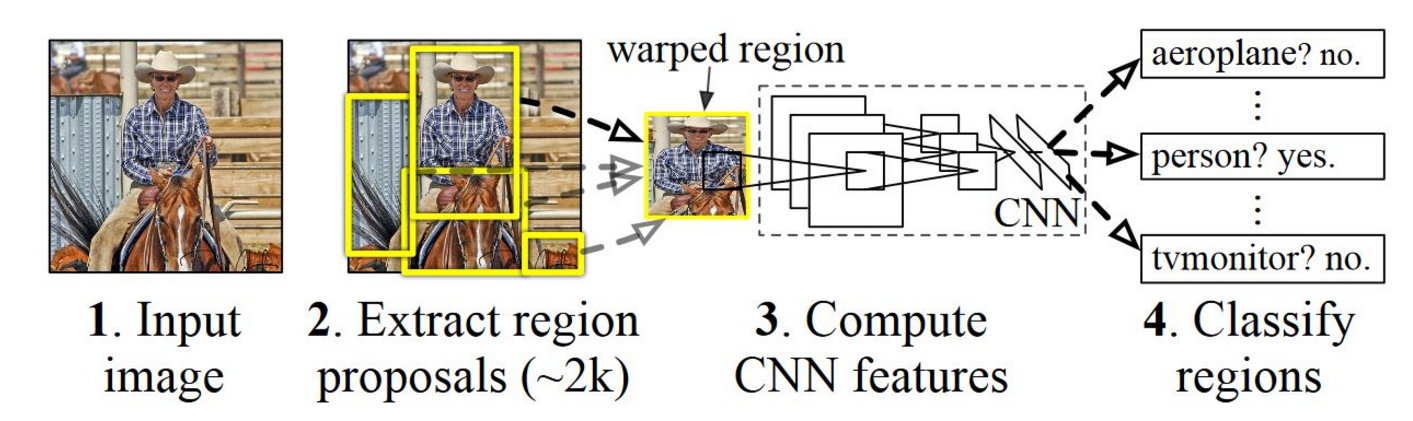 warped region
aeroplane? no.
person? yes.
CNN
tvmonitor? no.
1. Input
image
2. Extract region
proposals (~2k)
3. Compute
CNN features
4. Classify
regions